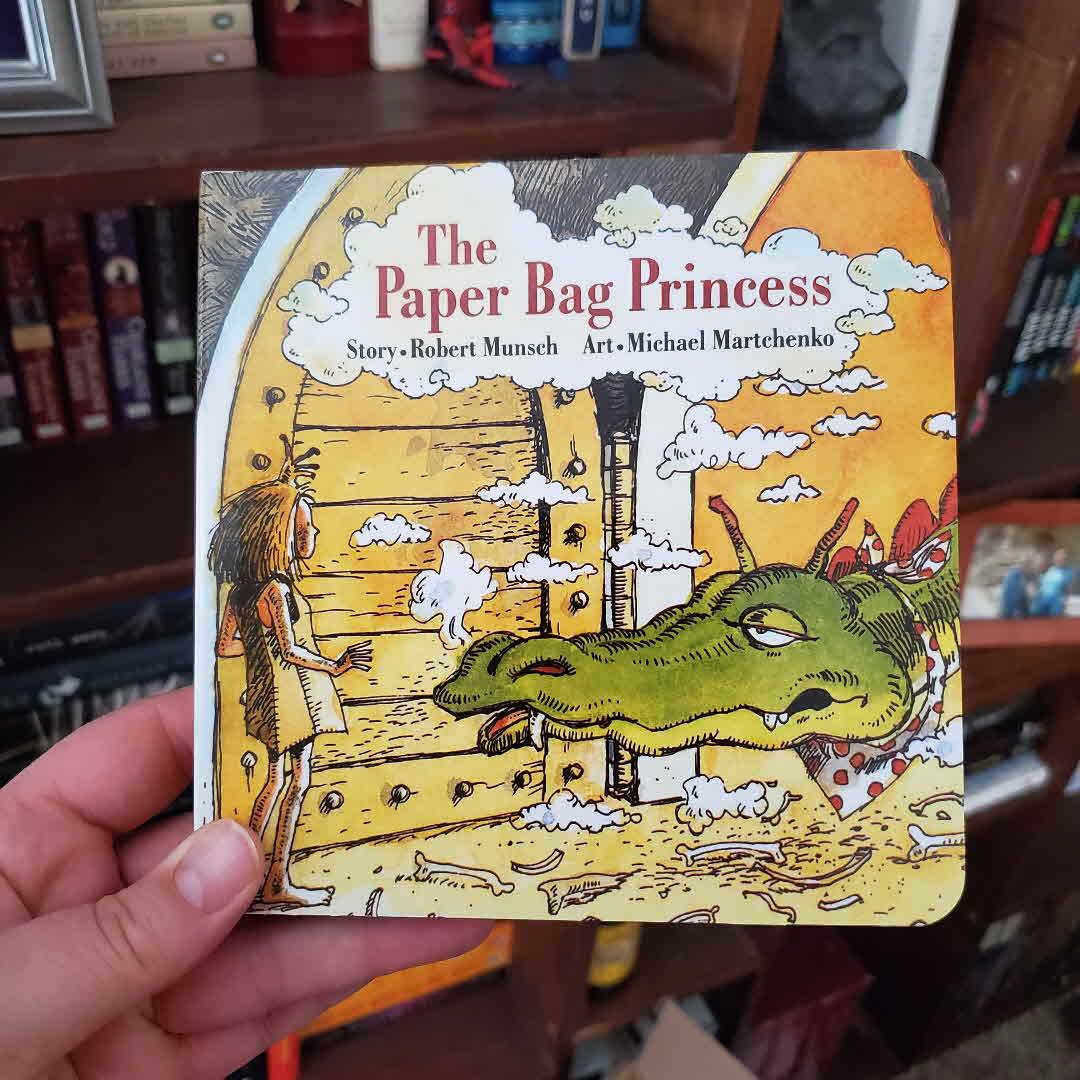 The
Paper Bag Princess
Story • Robert Munsch Art • Michael Martchenko